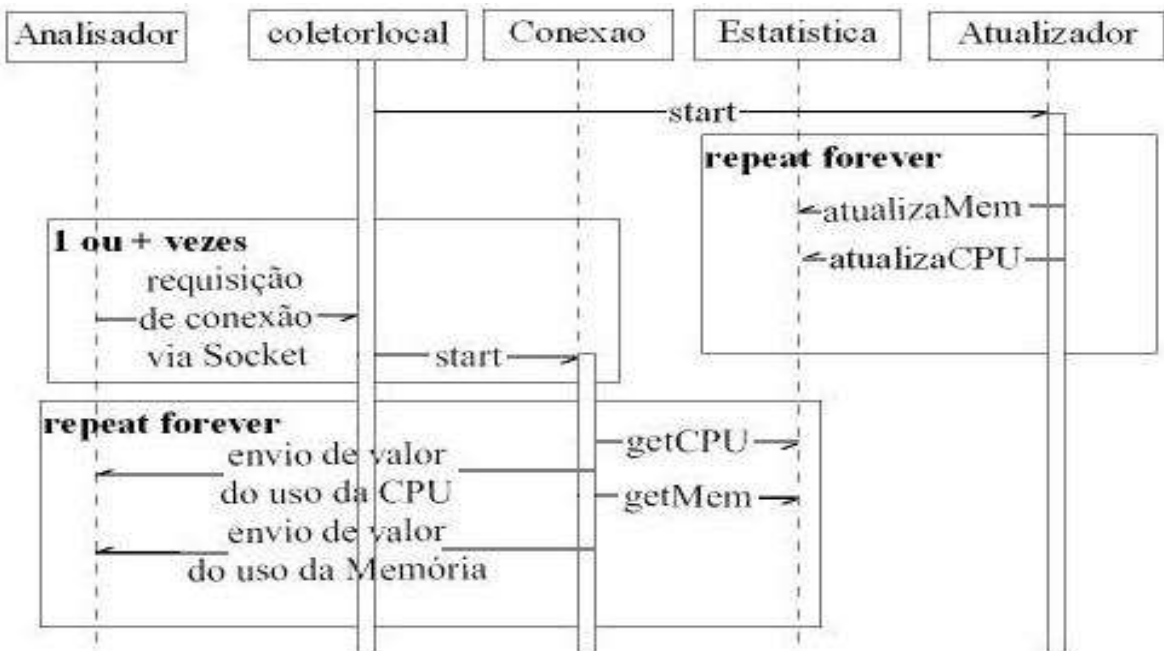 Analisador
coletorlocal
Conexao
Estatistica
Atualizador
start
repeat forever
atualizaMem
atualizaCPU
1 ou + vezes
requisição
de conexão
via Socket
start
repeat forever
getCPU
envio de valor
do uso da CPU
getMem
envio de valor
do uso da Memória